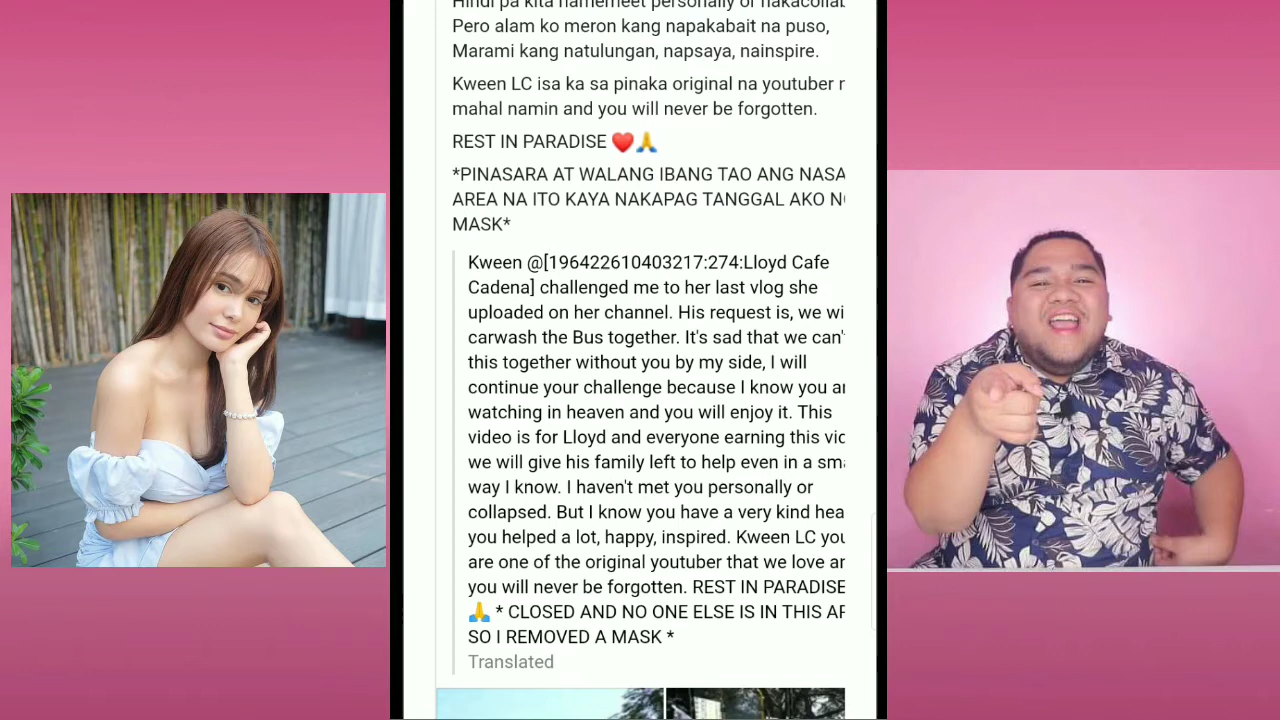 Hindi pa kita namemeet personally or nakacollab
Pero alam ko meron kang napakabait na puso,
Marami kang natulungan, napsaya, nainspire.
Kween LC isa ka sa pinaka original na youtuber
mahal namin and you will never be forgotten.
REST IN PARADISE ❤️🙏
*PINASARA AT WALANG IBANG TAO ANG NASA
AREA NA ITO KAYA NAKAPAG TANGGAL AKO
MASK*
Kween @[196422610403217:274:Lloyd Cafe
Cadena] challenged me to her last vlog she
uploaded on her channel. His request is, we
carwash the Bus together. It's sad that we can'
this together without you by my side, I will
continue your challenge because I know you
watching in heaven and you will enjoy it. This
video is for Lloyd and everyone earning this
we will give his family left to help even in a
way I know. I haven't met you personally or
collapsed. But I know you have a very kind
you helped a lot, happy, inspired. Kween LC
are one of the original youtuber that we love
you will never be forgotten. REST IN PARADISE
🙏 * CLOSED AND NO ONE ELSE IS IN THIS
SO I REMOVED A MASK *
Translated